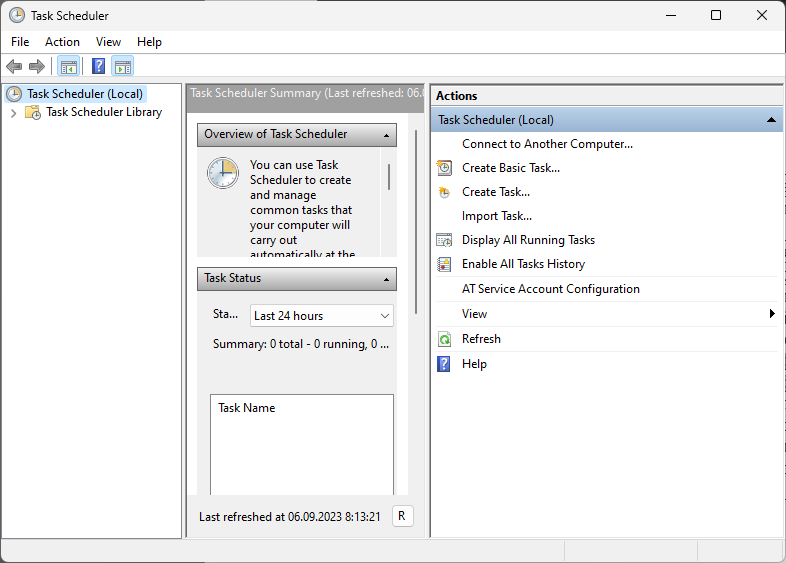 Task Scheduler
File Action View Help
Task Scheduler (Local)
Task Scheduler Library
Task Scheduler Summary (Last refreshed: 06.
Overview of Task Scheduler
You can use Task
Scheduler to create
and manage
common tasks that
your computer will
carry out
automatically at the
Task Status
Sta... Last 24 hours
Summary: 0 total - 0 running, 0 ...
Task Name
Last refreshed at 06.09.2023 8:13:21 R
Actions
Task Scheduler (Local)
Connect to Another Computer...
Create Basic Task...
Create Task...
Import Task...
Display All Running Tasks
Enable All Tasks History
AT Service Account Configuration
View
Refresh
Help